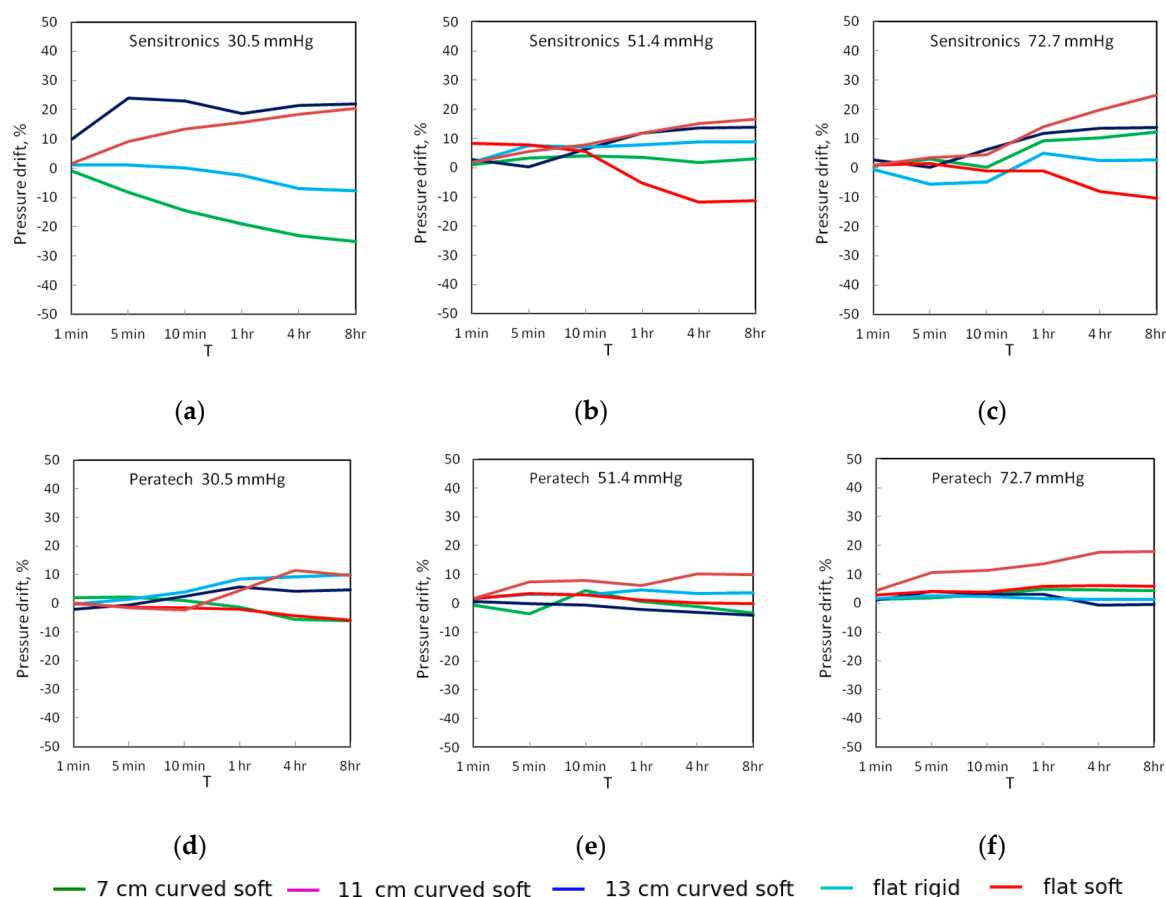 50
40
30
20
10
0
-10
-20
-30
-40
-50
Pressure drift, %
Sensitronics 30.5 mmHg
1 min 5 min 10 min 1 hr 4 hr 8hr
T
(a)
50
40
30
20
10
0
-10
-20
-30
-40
-50
Pressure drift, %
Sensitronics 51.4 mmHg
1 min 5 min 10 min 1 hr 4 hr 8hr
T
(b)
50
40
30
20
10
0
-10
-20
-30
-40
-50
Pressure drift, %
Sensitronics 72.7 mmHg
1 min 5 min 10 min 1 hr 4 hr 8hr
T
(c)
50
40
30
20
10
0
-10
-20
-30
-40
-50
Pressure drift, %
Peratech 30.5 mmHg
1 min 5 min 10 min 1 hr 4 hr 8hr
T
(d)
50
40
30
20
10
0
-10
-20
-30
-40
-50
Pressure drift, %
Peratech 51.4 mmHg
1 min 5 min 10 min 1 hr 4 hr 8hr
T
(e)
50
40
30
20
10
0
-10
-20
-30
-40
-50
Pressure drift, %
Peratech 72.7 mmHg
1 min 5 min 10 min 1 hr 4 hr 8hr
T
(f)
7 cm curved soft 11 cm curved soft 13 cm curved soft flat rigid flat soft